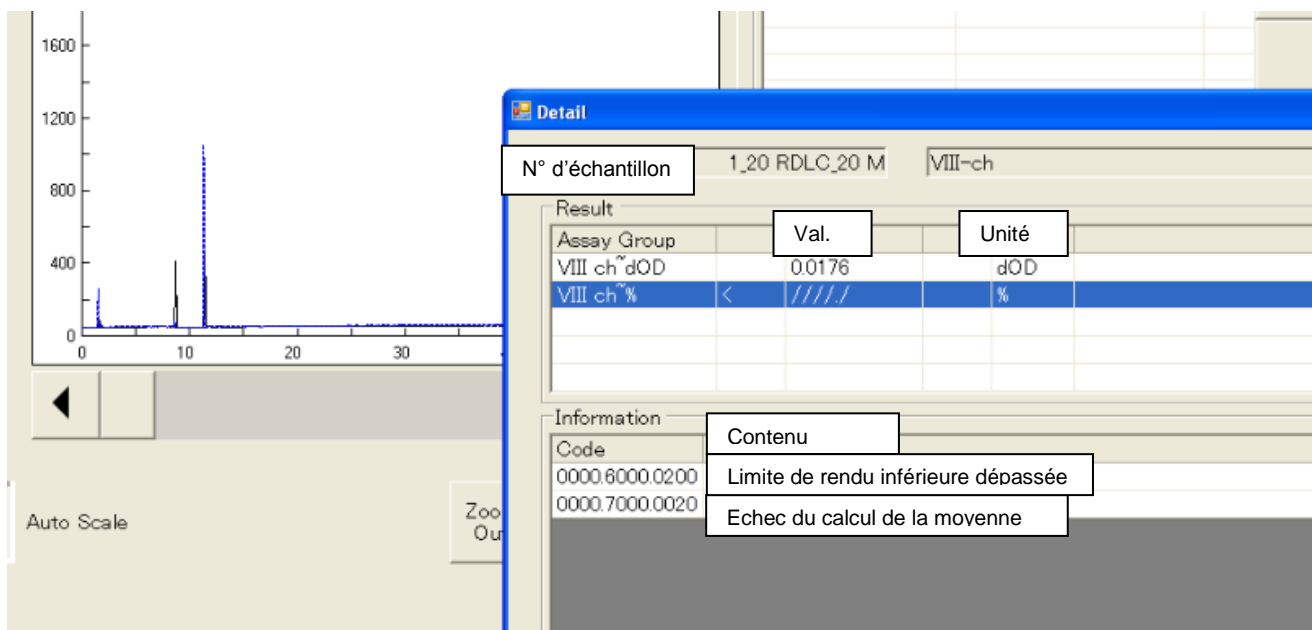 1600
1200
800
400
0
0 10 20 30
Auto Scale
Zoo
Ou
Detail
N° d'échantillon 1_20 RDLC_20 M VIII-ch
Result
Assay Group Val. Unité
VIII ch~dOD 0.0176 dOD
VIII ch~% < ////./ %
Information
Code Contenu
0000.6000.0200 Limite de rendu inférieure dépassée
0000.7000.0020 Echec du calcul de la moyenne